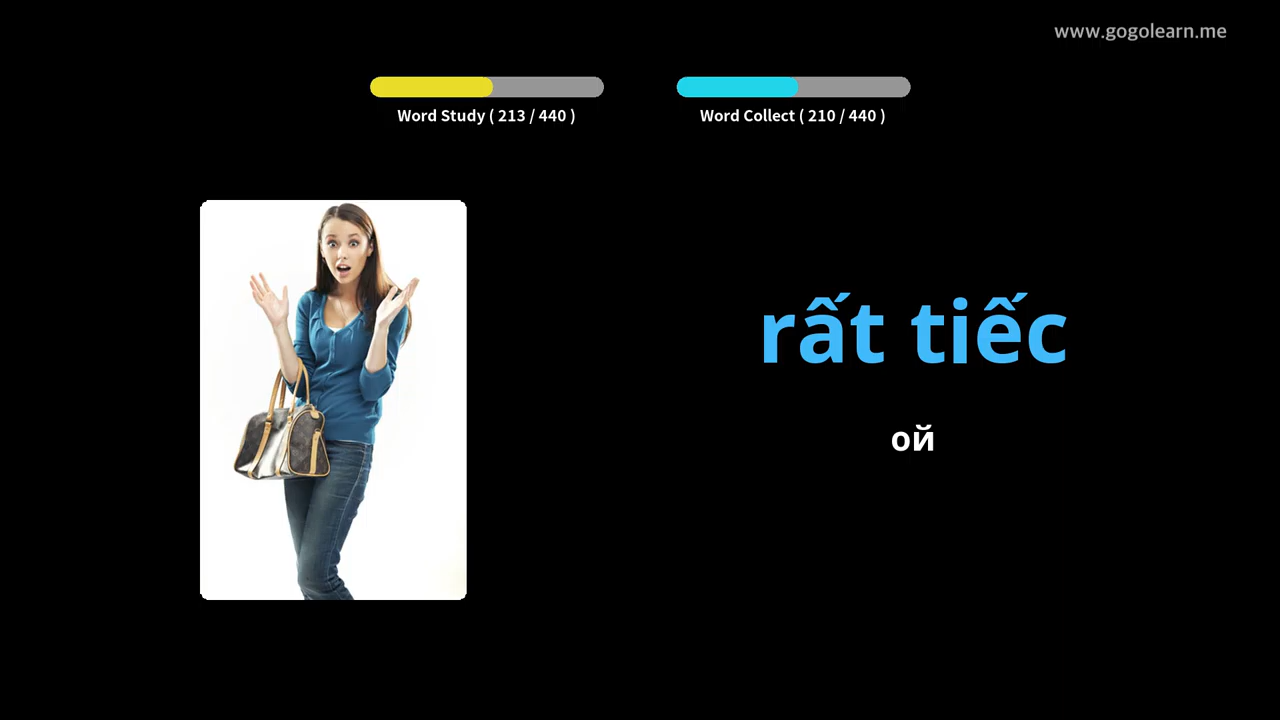 www.gogolearn.me
Word Study ( 213 / 440 )
Word Collect ( 210 / 440 )
rất tiếc
ой